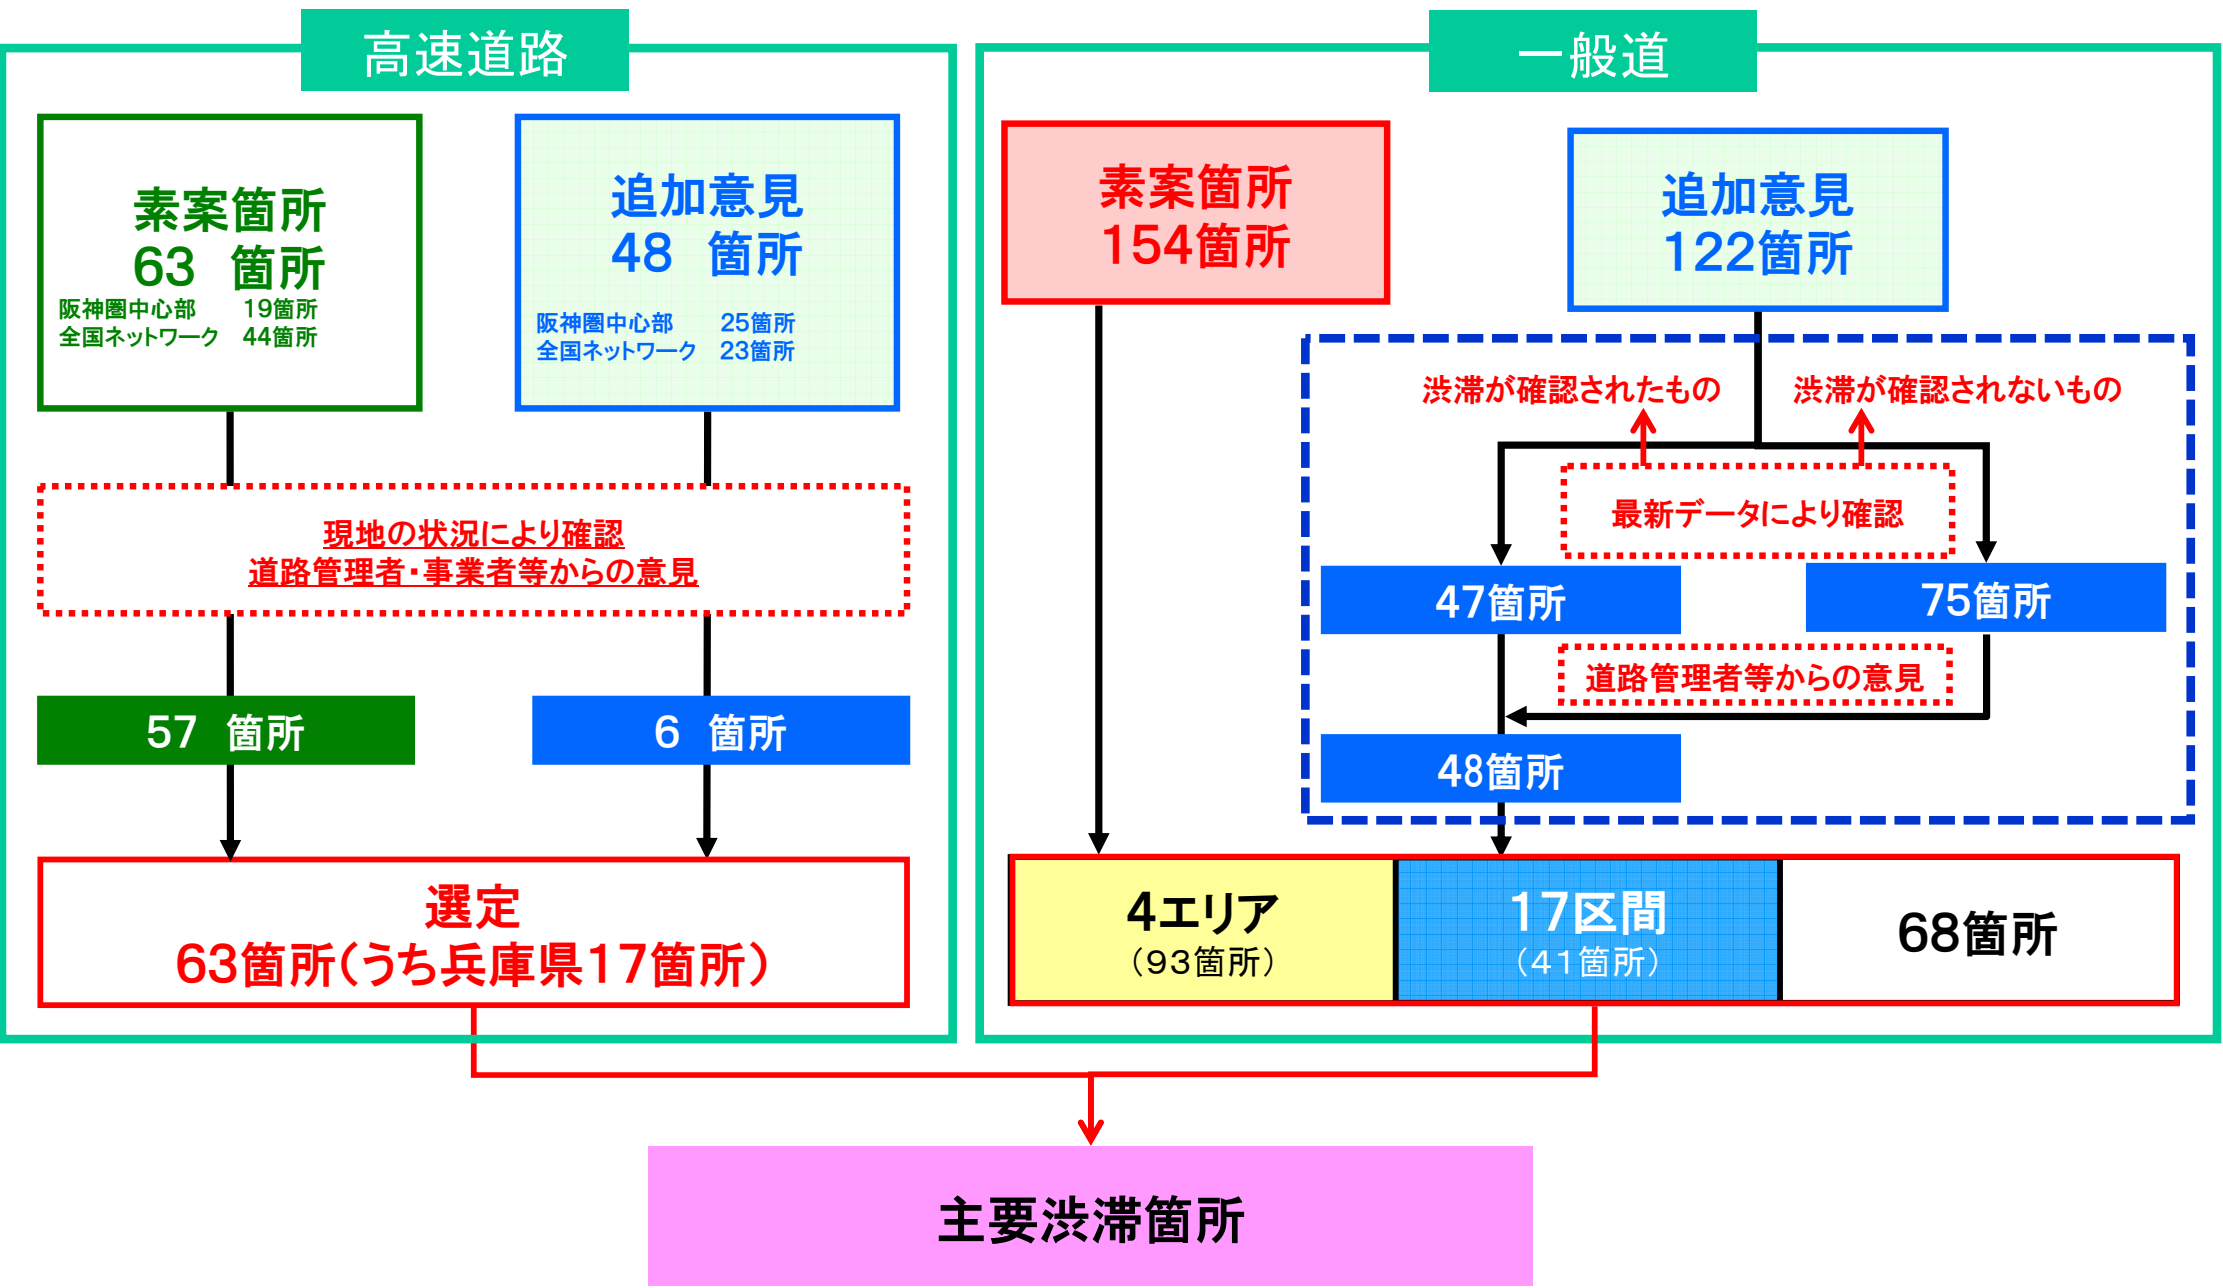 高速道路
素案箇所
63　箇所
阪神圏中心部　　19箇所
全国ネットワーク　44箇所
追加意見
48　箇所
阪神圏中心部　　25箇所
全国ネットワーク　23箇所
現地の状況により確認
道路管理者・事業者等からの意見
57　箇所
6　箇所
選定
63箇所（うち兵庫県17箇所）
一般道
素案箇所
154箇所
追加意見
122箇所
渋滞が確認されたもの
渋滞が確認されないもの
最新データにより確認
47箇所
75箇所
道路管理者等からの意見
48箇所
4エリア
（93箇所）
17区間
（41箇所）
68箇所
主要渋滞箇所